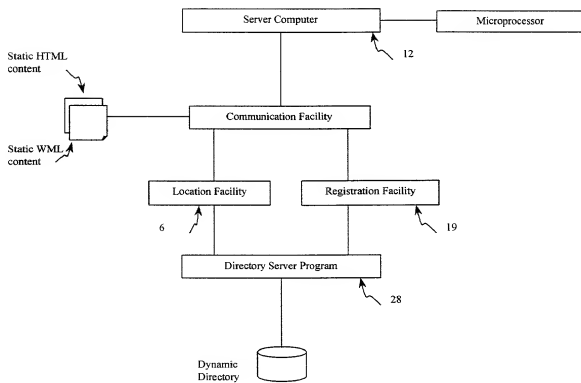 Server Computer
Microprocessor
12
Static HTML
content
Communication Facility
Static WML
content
Location Facility
Registration Facility
6
19
Directory Server Program
28
Dynamic
Directory